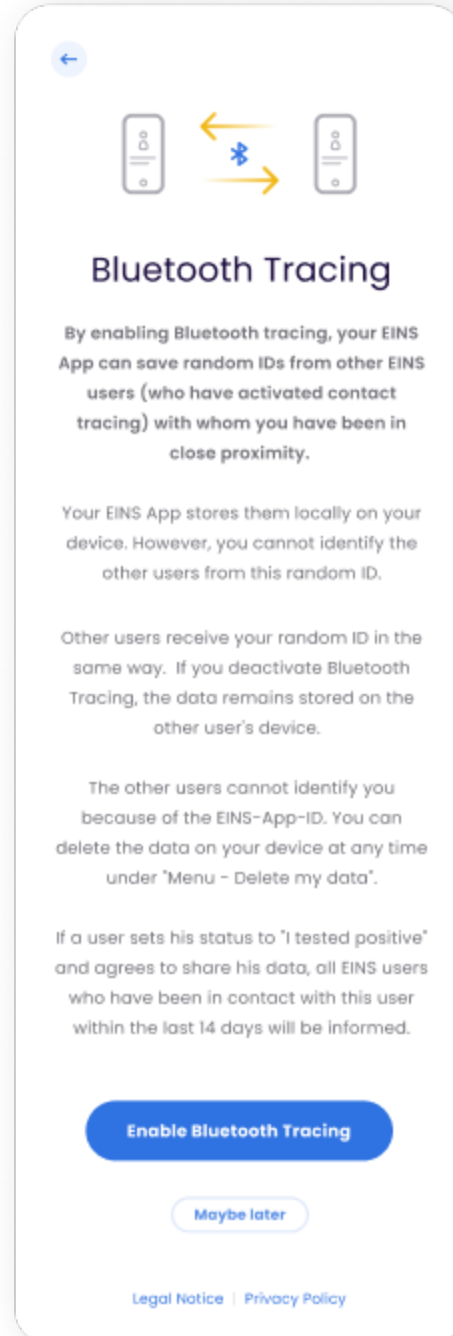 Bluetooth Tracing
By enabling Bluetooth tracing, your EINS
App can save random IDs from other EINS
users (who have activated contact
tracing) with whom you have been in
close proximity.
Your EINS App stores them locally on your
device. However, you cannot identify the
other users from this random ID.
Other users receive your random ID in the
same way.  If you deactivate Bluetooth
Tracing, the data remains stored on the
other user's device.
The other users cannot identify you
because of the EINS-App-ID. You can
delete the data on your device at any time
under "Menu - Delete my data".
If a user sets his status to "I tested positive"
and agrees to share his data, all EINS users
who have been in contact with this user
within the last 14 days will be informed.
Enable Bluetooth Tracing
Maybe later
Legal Notice | Privacy Policy